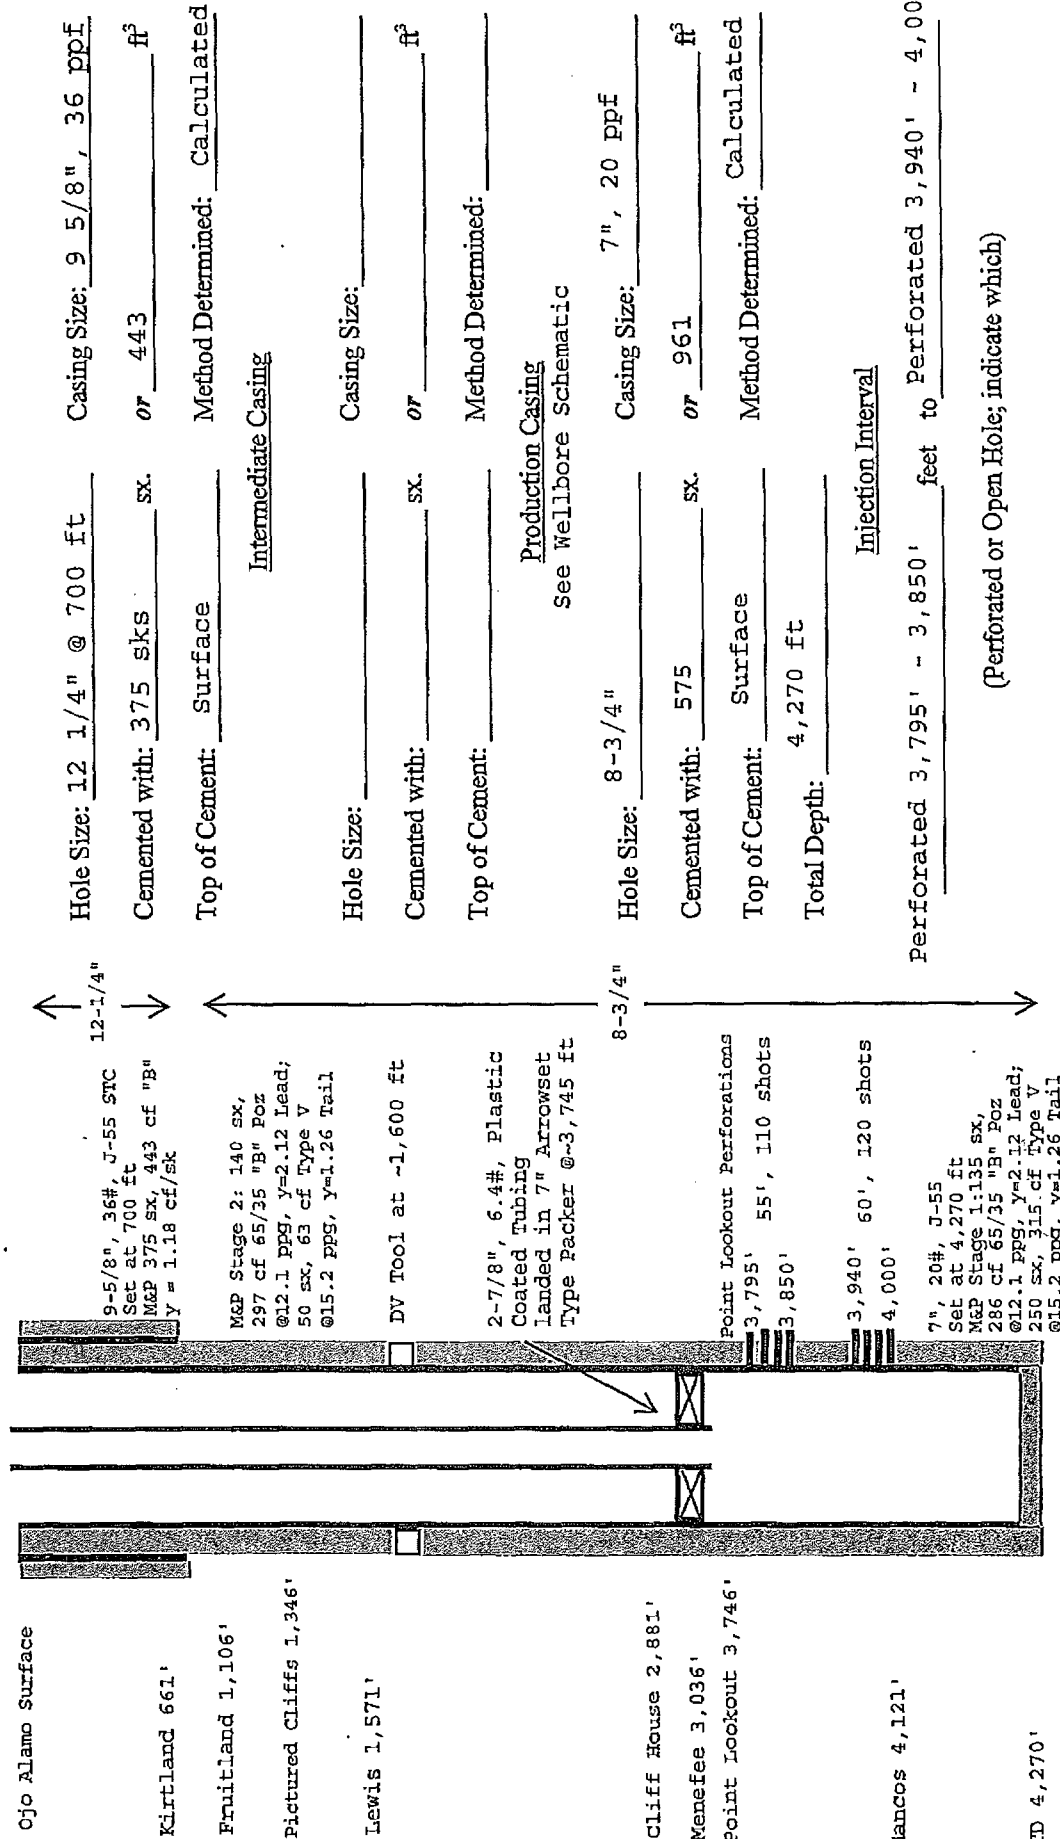 Ojo Alamo Surface
Kirtland 661'
Fruitland 1,106'
Pictured Cliffs 1,346'
Lewis 1,571'
Cliff House 2,881'
Menefee 3,036'
Point Lookout 3,746'
ancos 4,121'
D 4,270'
9-5/8", 36#, J-55 STC
Set at 700 ft
M&P 375 sx, 443 cf "B"
Y = 1.18 cf/sk
M&P Stage 2: 140 sx,
297 cf 65/35 "B" Poz
@12.1 ppg, y=2.12 Lead;
50 sx, 63 cf Type V
@15.2 ppg, y=1.26 Tail
DV Tool at ~1,600 ft
2-7/8", 6.4#, Plastic
Coated Tubing
landed in 7" Arrowset
Type Packer @~3,745 ft
Point Lookout Perforations
3,795'
55', 110 shots
3,850'
3,940'
60', 120 shots
4,000'
7", 20#, J-55
Set at 4,270 ft
M&P Stage 1:135 sx,
286 cf 65/35 "B" Poz
@12.1 ppg, y=2.12 Lead;
250 sx, 315 cf Type V
@15.2 ppg, y=1.26 Tail
12-1/4"
8-3/4"
Hole Size: 12 1/4" @ 700 ft Casing Size: 9 5/8", 36 ppf
Cemented with: 375 sks sx. or 443 ft³
Top of Cement: Surface Method Determined: Calculated
Intermediate Casing
Hole Size: Casing Size:
Cemented with: sx. or ft³
Top of Cement: Method Determined:
Production Casing
See Wellbore Schematic
Hole Size: 8-3/4" Casing Size: 7", 20 ppf
Cemented with: 575 sx. or 961 ft³
Top of Cement: Surface Method Determined: Calculated
Total Depth: 4,270 ft
Injection Interval
Perforated 3,795' - 3,850' feet to Perforated 3,940' - 4,00
(Perforated or Open Hole; indicate which)